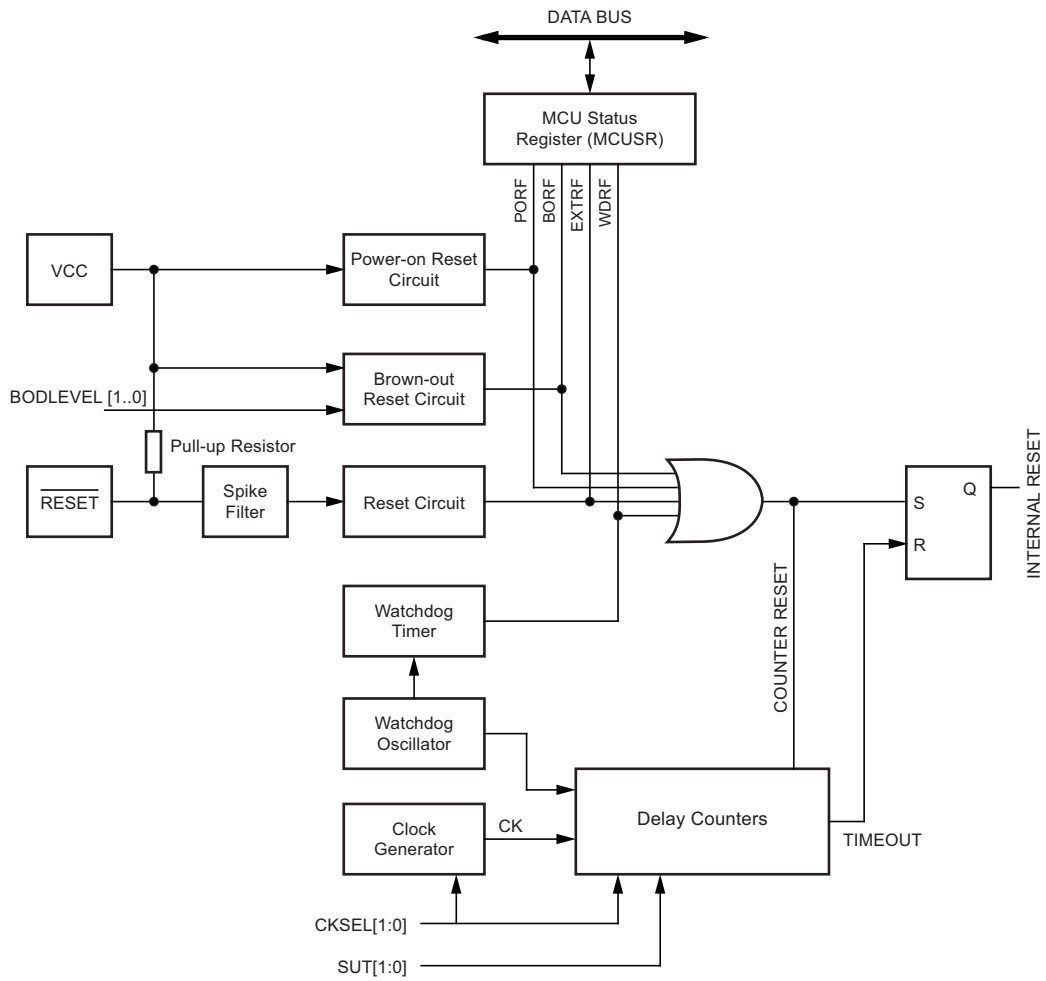 DATA BUS
MCU Status
Register (MCUSR)
PORF
BORF
EXTRF
WDRF
VCC
Power-on Reset
Circuit
BODLEVEL [1..0]
Brown-out
Reset Circuit
Pull-up Resistor
RESET
Spike
Filter
Reset Circuit
S
Q
R
INTERNAL RESET
Watchdog
Timer
COUNTER RESET
Watchdog
Oscillator
Clock
Generator
CK
Delay Counters
TIMEOUT
CKSEL[1:0]
SUT[1:0]